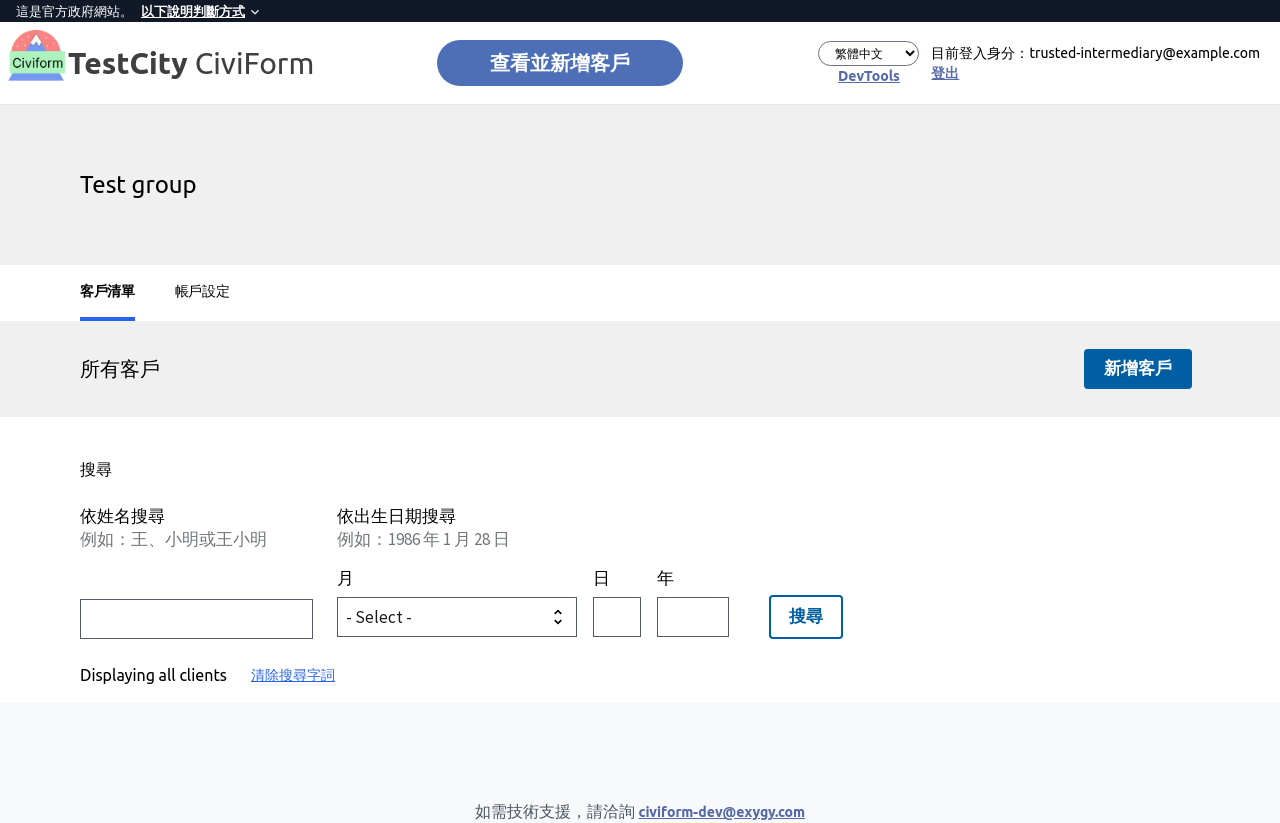 這是官方政府網站。 以下說明判斷方式
Civiform TestCity CiviForm
查看並新增客戶
繁體中文
DevTools
目前登入身分：trusted-intermediary@example.com
登出
Test group
客戶清單 帳戶設定
所有客戶 新增客戶
搜尋
依姓名搜尋
例如：王、小明或王小明
依出生日期搜尋
例如：1986 年 1 月 28 日
月 日 年
- Select -
搜尋
Displaying all clients 清除搜尋字詞
如需技術支援，請洽詢 civiform-dev@exygy.com